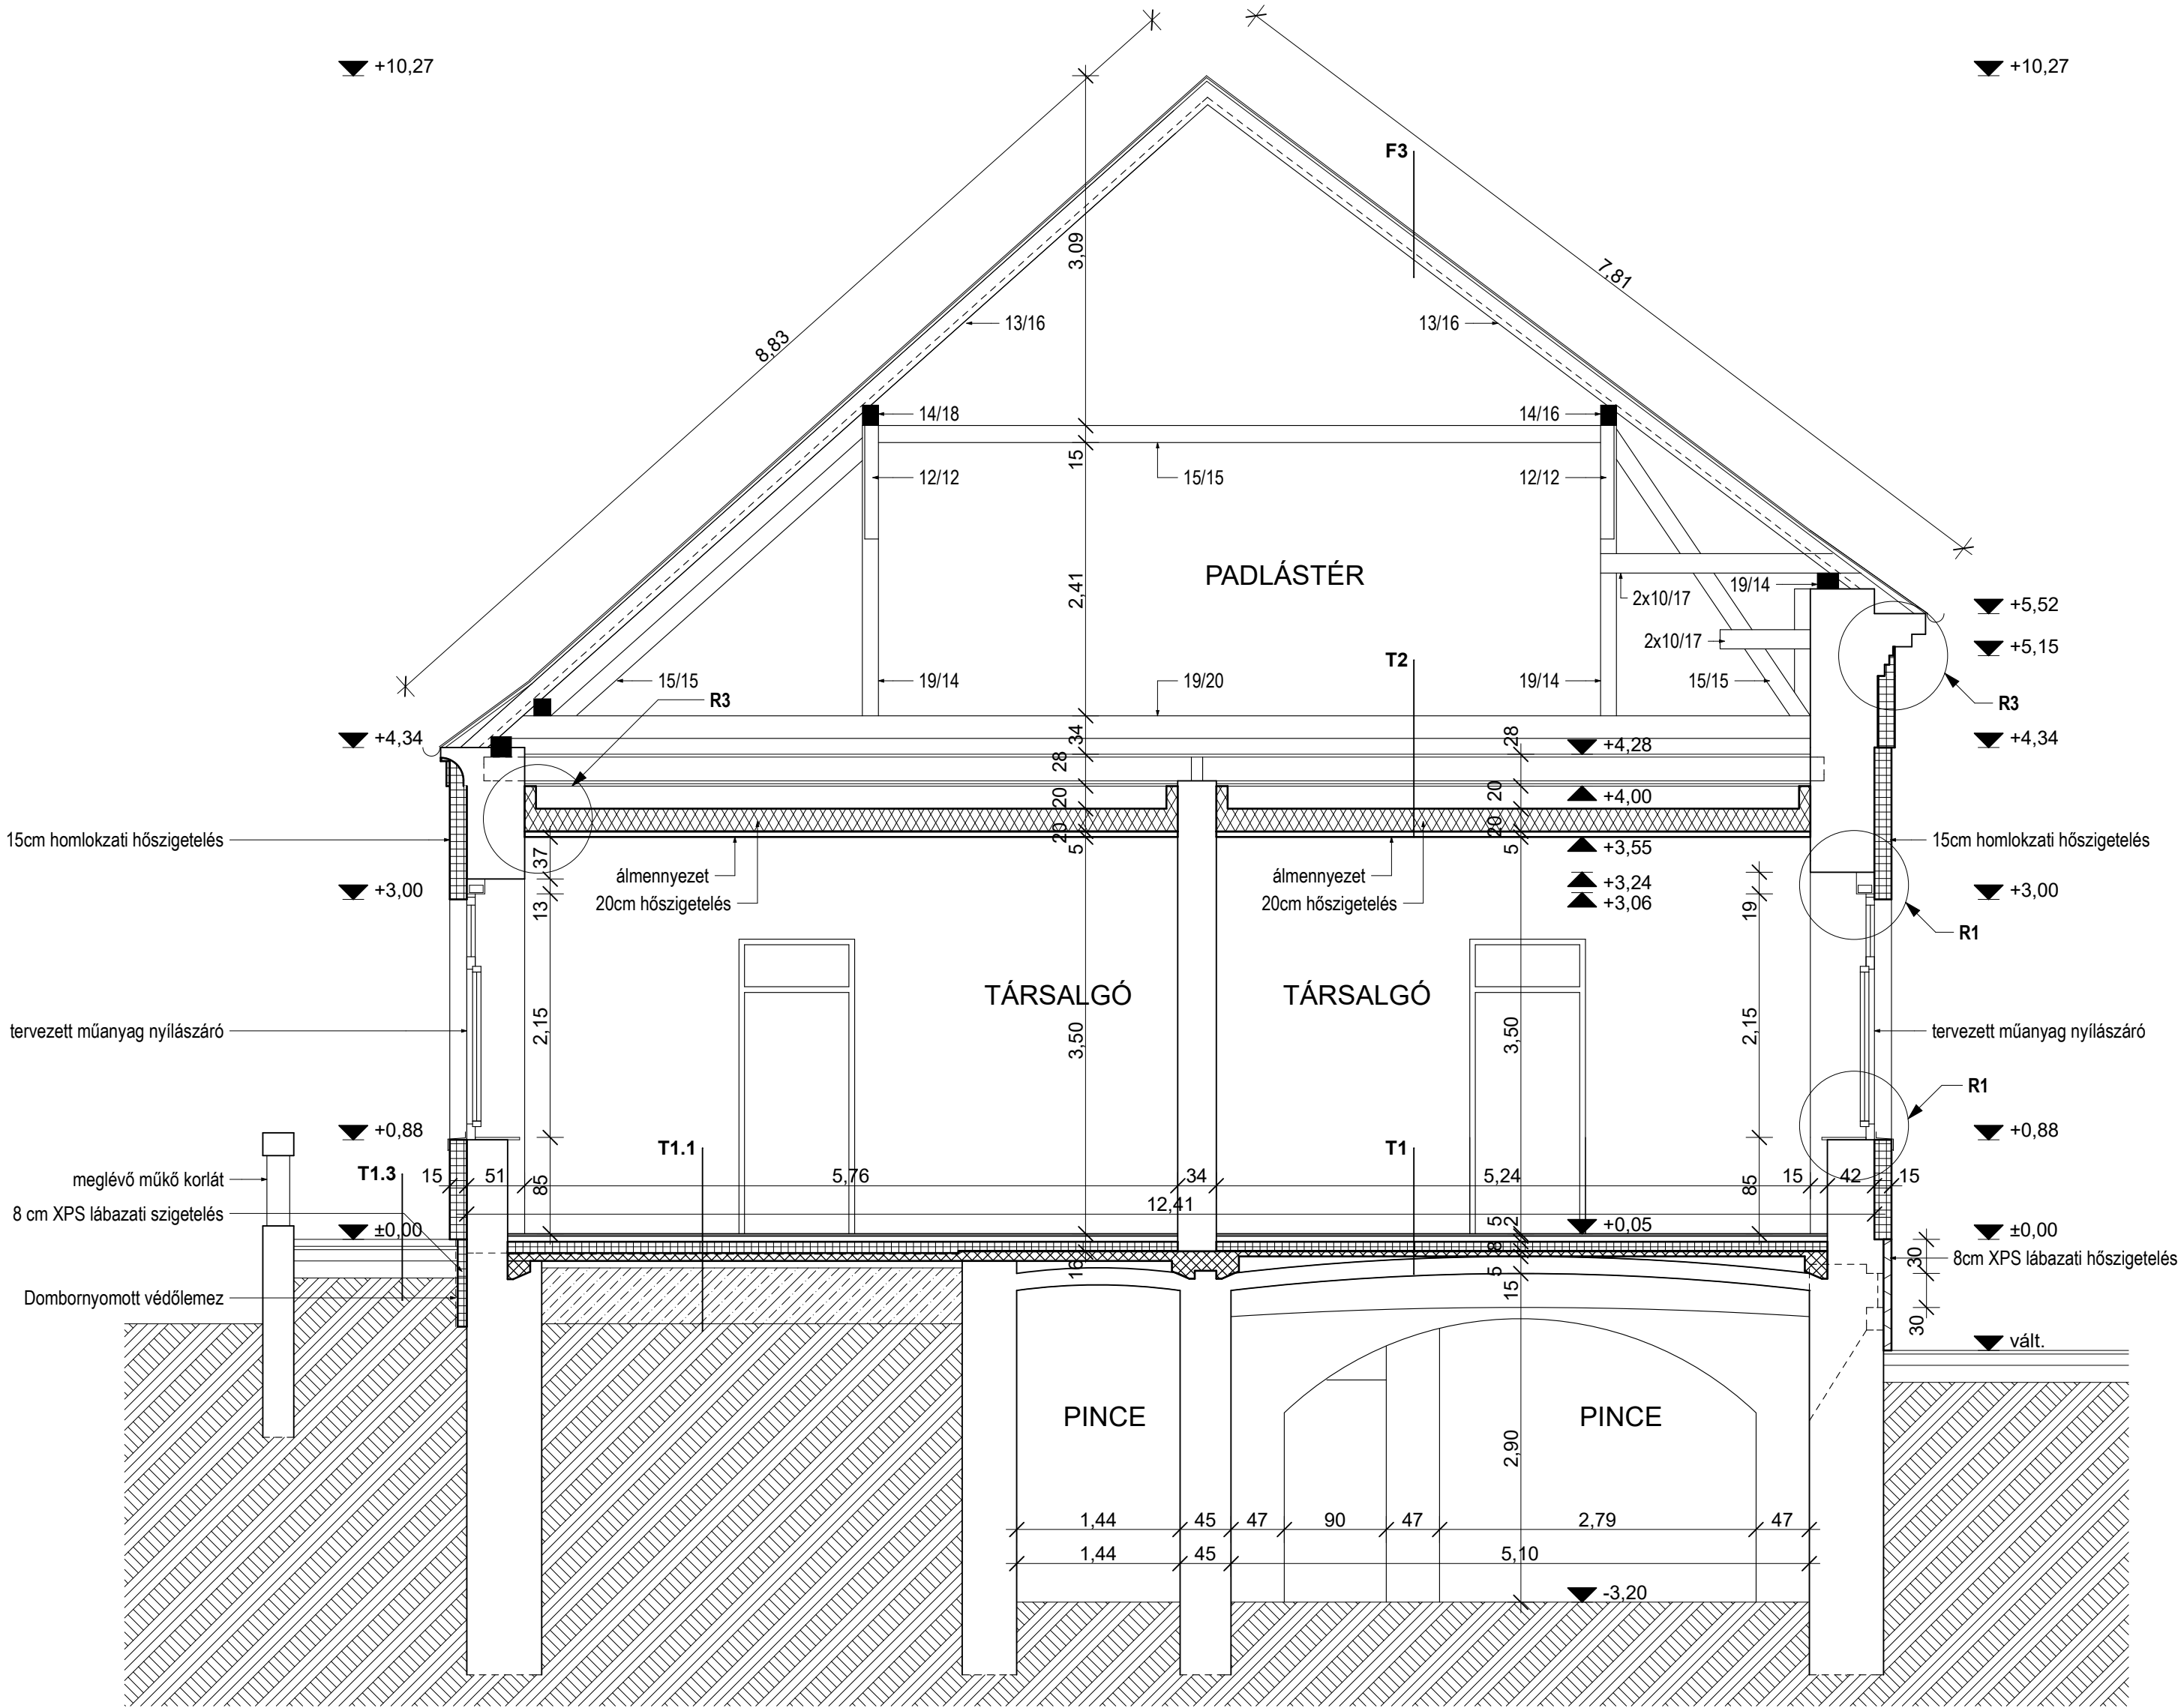 +10,27
+10,27
F3
3,09
7,81
8,83
13/16
13/16
14/18
14/16
15
12/12
15/15
12/12
PADLÁSTÉR
2,41
2x10/17
19/14
+5,52
2x10/17
+5,15
T2
15/15
R3
19/14
19/20
19/14
15/15
R3
+4,34
34
28
+4,28
+4,34
28
20
20
+4,00
20
20
15cm homlokzati hőszigetelés
37
5
5
+3,55
15cm homlokzati hőszigetelés
álmennyezet
álmennyezet
+3,24
+3,00
20cm hőszigetelés
20cm hőszigetelés
+3,06
+3,00
13
19
R1
TÁRSALGÓ
TÁRSALGÓ
tervezett műanyag nyílászáró
2,15
3,50
3,50
2,15
tervezett műanyag nyílászáró
R1
+0,88
+0,88
T1.1
T1
meglévő műkő korlát
T1.3
15
51
85
5,76
34
5,24
85
15
42
15
12,41
8 cm XPS lábazati szigetelés
±0,00
5
2
+0,05
±0,00
8
16
5
15
30
8cm XPS lábazati hőszigetelés
Dombornyomott védőlemez
30
vált.
PINCE
PINCE
2,90
1,44
45
47
90
47
2,79
47
1,44
45
5,10
-3,20